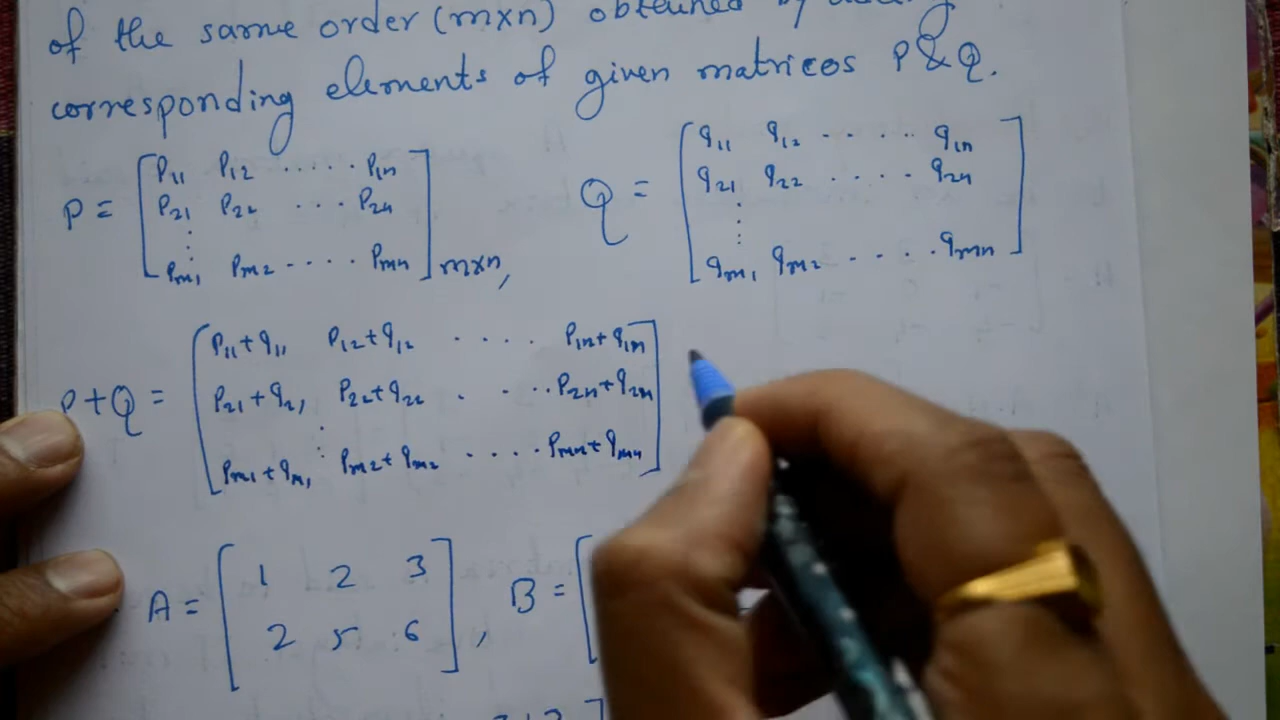 of the same order (m×n) obtained by
corresponding elements of given matrices P & Q.
P = [ P11 P12 ...... P1n
P21 P22 ... P2n
⋮
Pm1 Pm2 ..... Pmn ] m×n,
Q = [ q11 q12 ..... q1n
q21 q22 ..... q2n
⋮
qm1 qm2 ..... qmn ]
P+Q = [ P11+q11 P12+q12 .... P1n+q1n
P21+q21 P22+q22 .... P2n+q2n
⋮
Pm1+qm1 Pm2+qm2 ..... Pmn+qmn ]
A = [ 1 2 3
2 5 6 ] , B = [